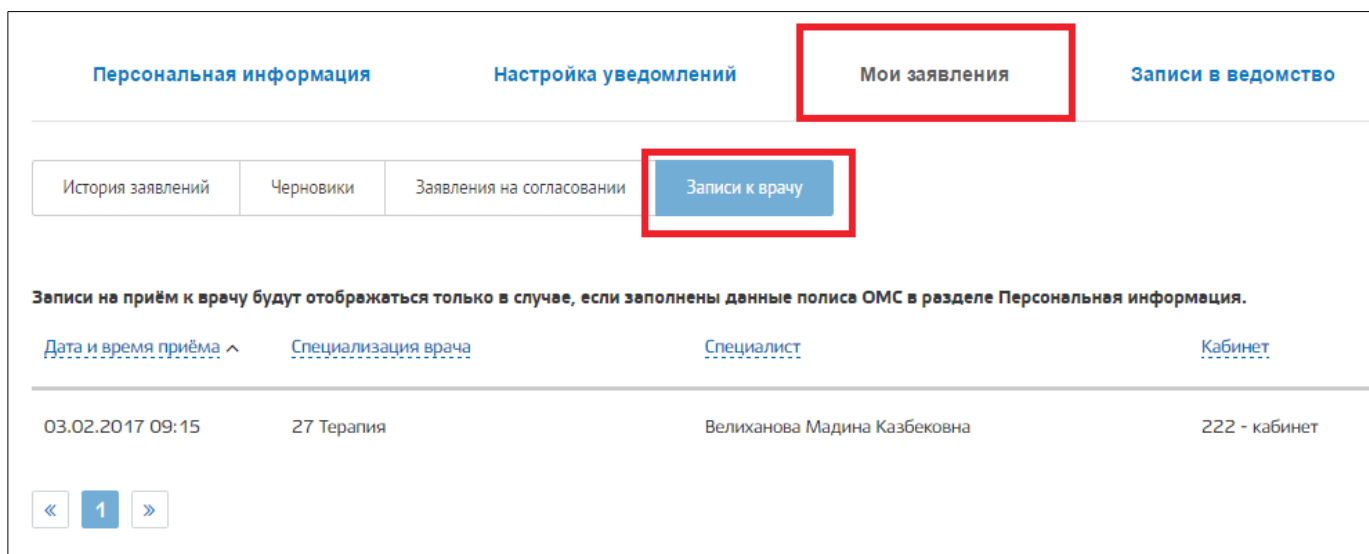 Персональная информация Настройка уведомлений Мои заявления Записи в ведомство
История заявлений Черновики Заявления на согласовании Записи к врачу
Записи на приём к врачу будут отображаться только в случае, если заполнены данные полиса ОМС в разделе Персональная информация.
Дата и время приёма Специализация врача Специалист Кабинет
03.02.2017 09:15 27 Терапия Велиханова Мадина Казбековна 222 - кабинет
« 1 »